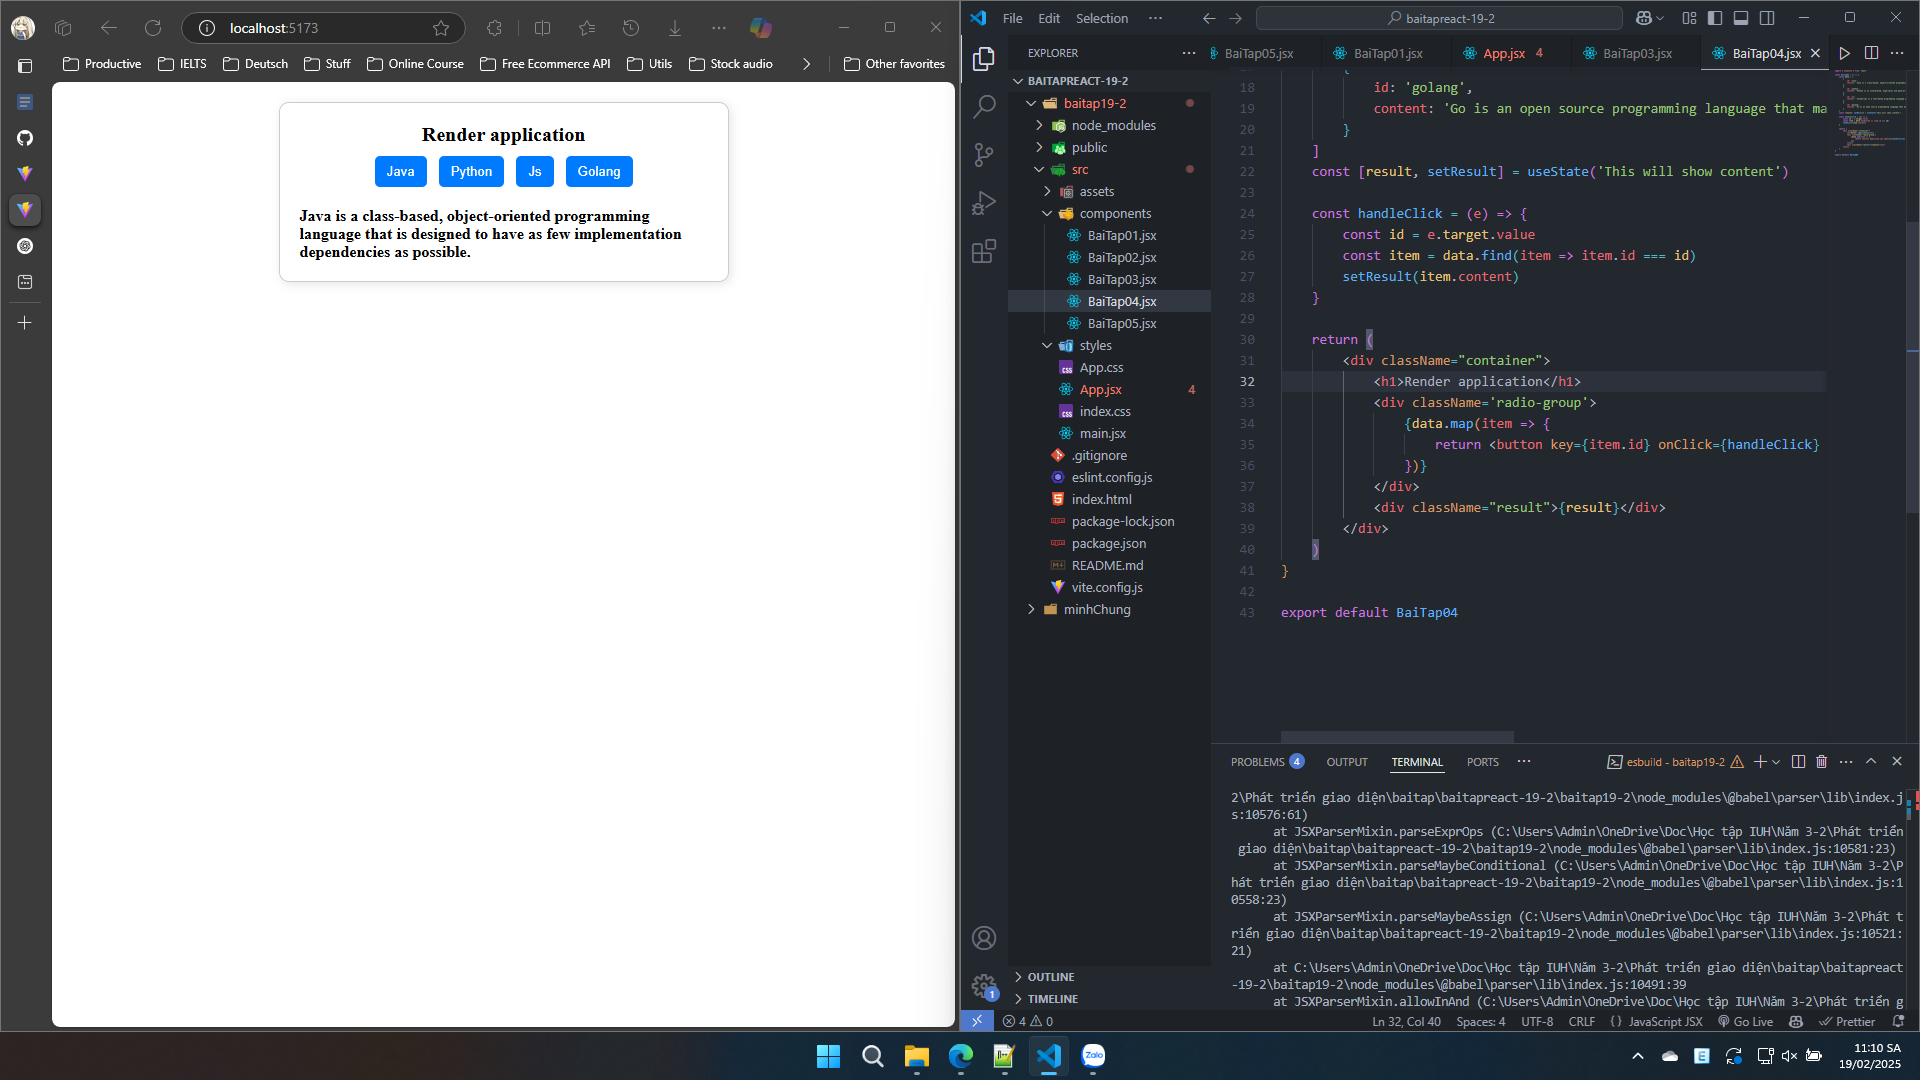 localhost:5173
Productive
IELTS
Deutsch
Stuff
Online Course
Free Ecommerce API
Utils
Stock audio
Other favorites
Render application
Java
Python
Js
Golang
Java is a class-based, object-oriented programming
language that is designed to have as few implementation
dependencies as possible.
File Edit Selection
baitapreact-19-2
EXPLORER
BAITAPREACT-19-2
baitap19-2
node_modules
public
src
assets
components
BaiTap01.jsx
BaiTap02.jsx
BaiTap03.jsx
BaiTap04.jsx
BaiTap05.jsx
styles
App.css
App.jsx 4
index.css
main.jsx
.gitignore
eslint.config.js
index.html
package-lock.json
package.json
README.md
vite.config.js
minhChung
OUTLINE
TIMELINE
BaiTap05.jsx
BaiTap01.jsx
App.jsx 4
BaiTap03.jsx
BaiTap04.jsx
18 id: 'golang',
19 content: 'Go is an open source programming language that ma
20 }
21 ]
22 const [result, setResult] = useState('This will show content')
23
24 const handleClick = (e) => {
25 const id = e.target.value
26 const item = data.find(item => item.id === id)
27 setResult(item.content)
28 }
29
30 return (
31 <div className="container">
32 <h1>Render application</h1>
33 <div className='radio-group'>
34 {data.map(item => {
35 return <button key={item.id} onClick={handleClick}
36 })}
37 </div>
38 <div className="result">{result}</div>
39 </div>
40 )
41 }
42
43 export default BaiTap04
PROBLEMS 4 OUTPUT TERMINAL PORTS
esbuild - baitap19-2
2\Phát triển giao diện\baitap\baitapreact-19-2\baitap19-2\node_modules\@babel\parser\lib\index.j
s:10576:61)
at JSXParserMixin.parseExprOps (C:\Users\Admin\OneDrive\Doc\Học tập IUH\Năm 3-2\Phát triển
giao diện\baitap\baitapreact-19-2\baitap19-2\node_modules\@babel\parser\lib\index.js:10581:23)
at JSXParserMixin.parseMaybeConditional (C:\Users\Admin\OneDrive\Doc\Học tập IUH\Năm 3-2\P
hát triển giao diện\baitap\baitapreact-19-2\baitap19-2\node_modules\@babel\parser\lib\index.js:1
0558:23)
at JSXParserMixin.parseMaybeAssign (C:\Users\Admin\OneDrive\Doc\Học tập IUH\Năm 3-2\Phát t
riển giao diện\baitap\baitapreact-19-2\baitap19-2\node_modules\@babel\parser\lib\index.js:10521:
21)
at C:\Users\Admin\OneDrive\Doc\Học tập IUH\Năm 3-2\Phát triển giao diện\baitap\baitapreact
-19-2\baitap19-2\node_modules\@babel\parser\lib\index.js:10491:39
at JSXParserMixin.allowInAnd (C:\Users\Admin\OneDrive\Doc\Học tập IUH\Năm 3-2\Phát triển g
1
4 0
Ln 32, Col 40 Spaces: 4 UTF-8 CRLF {} JavaScript JSX Go Live Prettier
Zalo
E
11:10 SA
19/02/2025